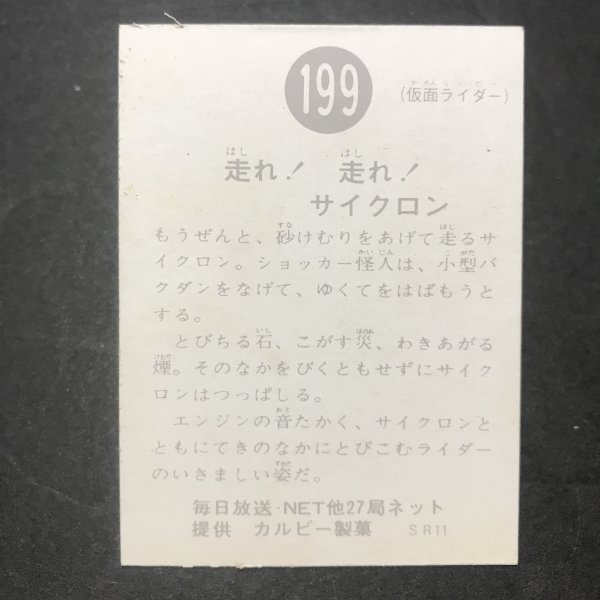 199
(仮面ライダー)
走れ! 走れ!
サイクロン
もうぜんと、砂けむりをあげて走るサ
イクロン。ショッカー怪人は、小型バ
クダンをなげて、ゆくてをはばもうと
する。
とびちる石、こがす災、わきあがる
煙。そのなかをびくともせずにサイク
ロンはつっぱしる。
エンジンの音たかく、サイクロンと
ともにてきのなかにとびこむライダー
のいさましい姿だ。
毎日放送・NET他27局ネット
提供 カルビー製菓 SR11